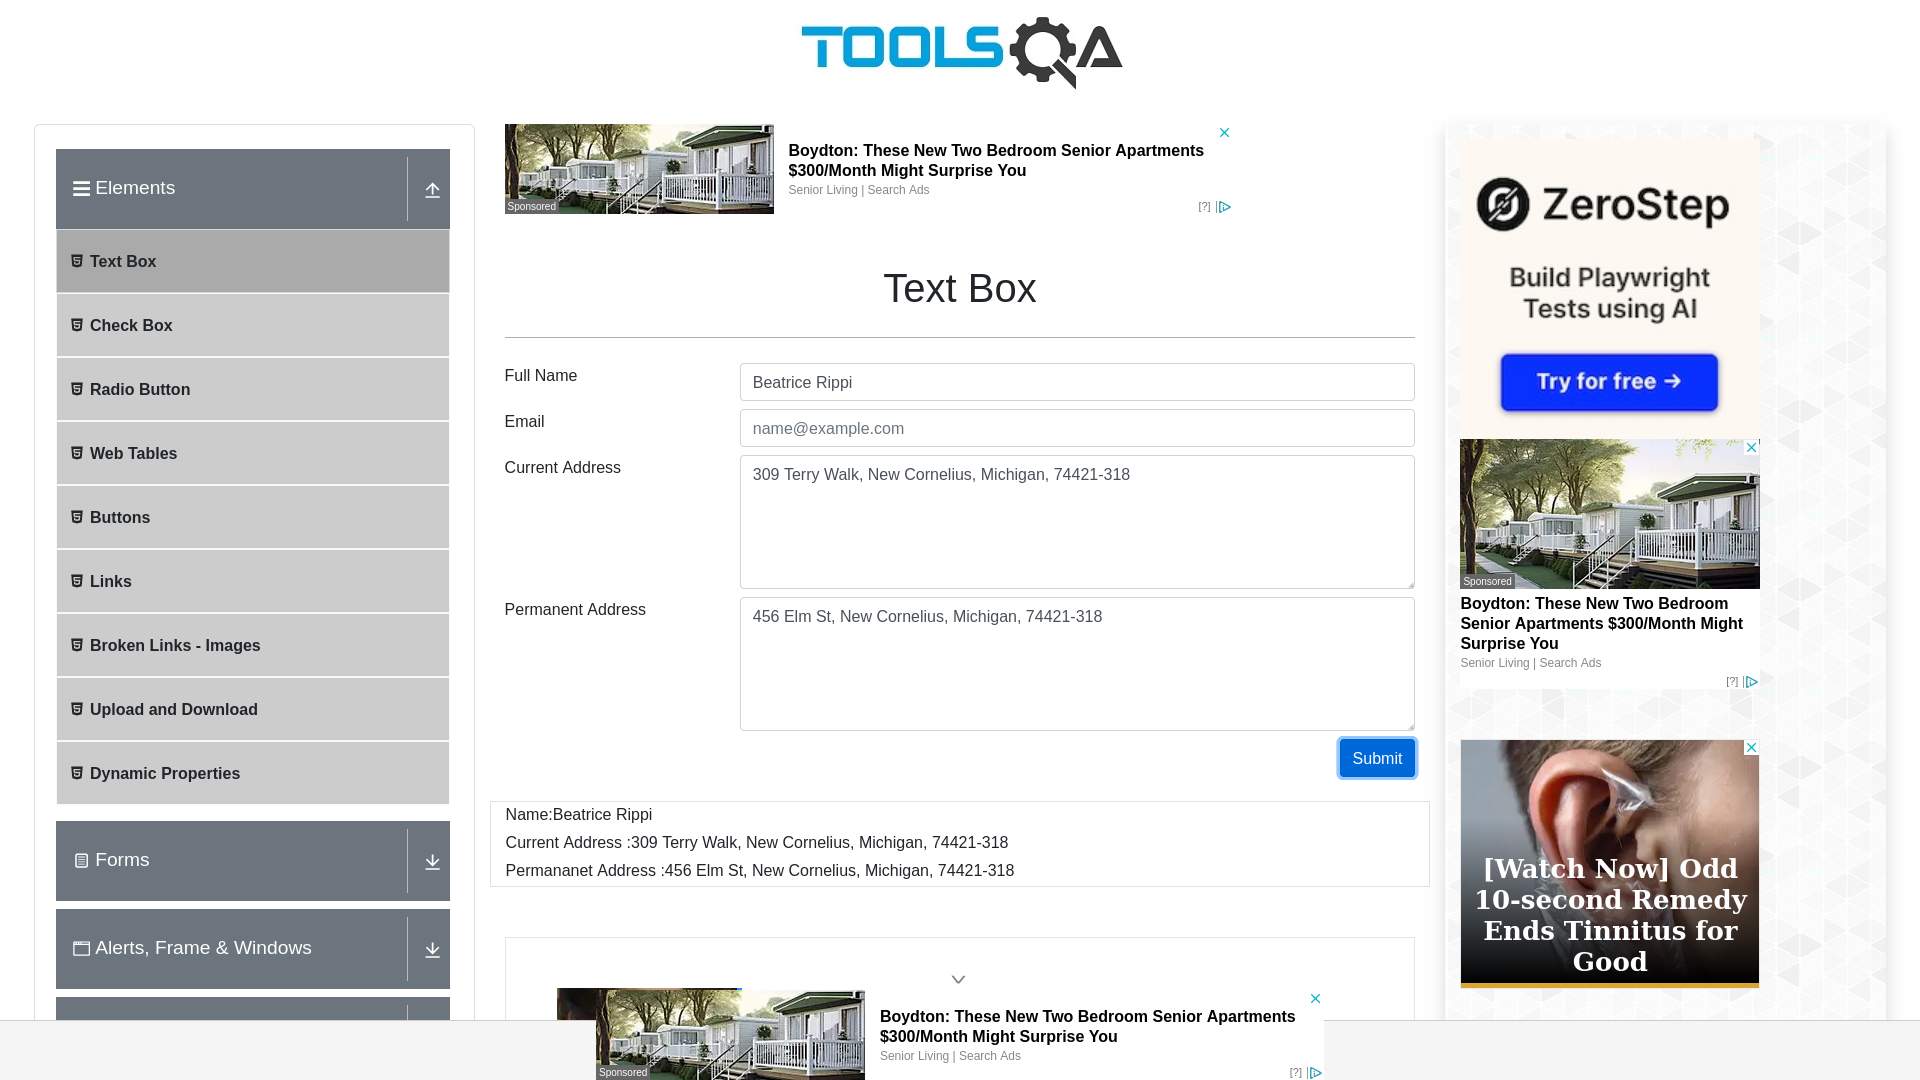 TOOLSQA
Elements
Text Box
Check Box
Radio Button
Web Tables
Buttons
Links
Broken Links - Images
Upload and Download
Dynamic Properties
Forms
Alerts, Frame & Windows
Sponsored
Boydton: These New Two Bedroom Senior Apartments
$300/Month Might Surprise You
Senior Living | Search Ads
[?]
Text Box
Full Name
Beatrice Rippi
Email
name@example.com
Current Address
309 Terry Walk, New Cornelius, Michigan, 74421-318
Permanent Address
456 Elm St, New Cornelius, Michigan, 74421-318
Submit
Name:Beatrice Rippi
Current Address :309 Terry Walk, New Cornelius, Michigan, 74421-318
Permananet Address :456 Elm St, New Cornelius, Michigan, 74421-318
Sponsored
Boydton: These New Two Bedroom Senior Apartments
$300/Month Might Surprise You
Senior Living | Search Ads
[?]
ZeroStep
Build Playwright
Tests using AI
Try for free →
Sponsored
Boydton: These New Two Bedroom
Senior Apartments $300/Month Might
Surprise You
Senior Living | Search Ads
[?]
[Watch Now] Odd
10-second Remedy
Ends Tinnitus for
Good